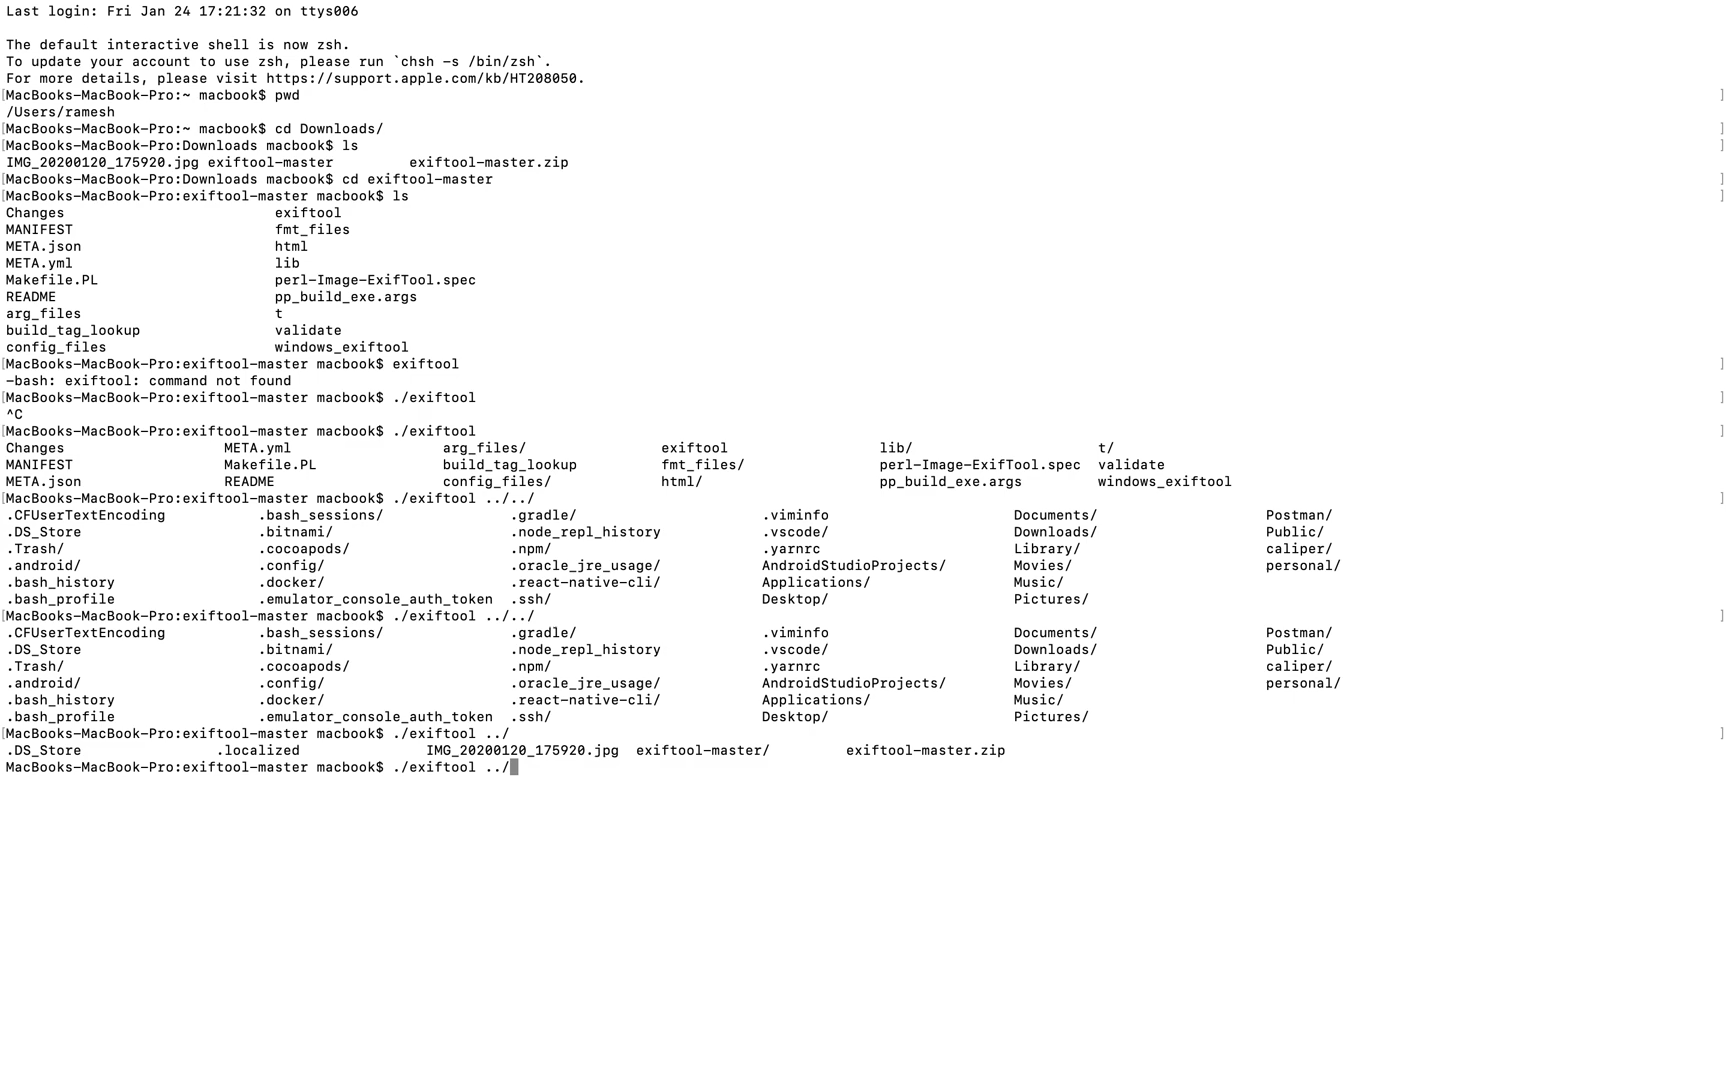 Last login: Fri Jan 24 17:21:32 on ttys006
The default interactive shell is now zsh.
To update your account to use zsh, please run `chsh -s /bin/zsh`.
For more details, please visit https://support.apple.com/kb/HT208050.
[MacBooks-MacBook-Pro:~ macbook$ pwd ]
/Users/ramesh
[MacBooks-MacBook-Pro:~ macbook$ cd Downloads/ ]
[MacBooks-MacBook-Pro:Downloads macbook$ ls ]
IMG_20200120_175920.jpg exiftool-master exiftool-master.zip
[MacBooks-MacBook-Pro:Downloads macbook$ cd exiftool-master ]
[MacBooks-MacBook-Pro:exiftool-master macbook$ ls ]
Changes exiftool
MANIFEST fmt_files
META.json html
META.yml lib
Makefile.PL perl-Image-ExifTool.spec
README pp_build_exe.args
arg_files t
build_tag_lookup validate
config_files windows_exiftool
[MacBooks-MacBook-Pro:exiftool-master macbook$ exiftool ]
-bash: exiftool: command not found
[MacBooks-MacBook-Pro:exiftool-master macbook$ ./exiftool ]
^C
[MacBooks-MacBook-Pro:exiftool-master macbook$ ./exiftool ]
Changes META.yml arg_files/ exiftool lib/ t/
MANIFEST Makefile.PL build_tag_lookup fmt_files/ perl-Image-ExifTool.spec validate
META.json README config_files/ html/ pp_build_exe.args windows_exiftool
[MacBooks-MacBook-Pro:exiftool-master macbook$ ./exiftool ../../ ]
.CFUserTextEncoding .bash_sessions/ .gradle/ .viminfo Documents/ Postman/
.DS_Store .bitnami/ .node_repl_history .vscode/ Downloads/ Public/
.Trash/ .cocoapods/ .npm/ .yarnrc Library/ caliper/
.android/ .config/ .oracle_jre_usage/ AndroidStudioProjects/ Movies/ personal/
.bash_history .docker/ .react-native-cli/ Applications/ Music/
.bash_profile .emulator_console_auth_token .ssh/ Desktop/ Pictures/
[MacBooks-MacBook-Pro:exiftool-master macbook$ ./exiftool ../../ ]
.CFUserTextEncoding .bash_sessions/ .gradle/ .viminfo Documents/ Postman/
.DS_Store .bitnami/ .node_repl_history .vscode/ Downloads/ Public/
.Trash/ .cocoapods/ .npm/ .yarnrc Library/ caliper/
.android/ .config/ .oracle_jre_usage/ AndroidStudioProjects/ Movies/ personal/
.bash_history .docker/ .react-native-cli/ Applications/ Music/
.bash_profile .emulator_console_auth_token .ssh/ Desktop/ Pictures/
[MacBooks-MacBook-Pro:exiftool-master macbook$ ./exiftool ../ ]
.DS_Store .localized IMG_20200120_175920.jpg exiftool-master/ exiftool-master.zip
MacBooks-MacBook-Pro:exiftool-master macbook$ ./exiftool ../